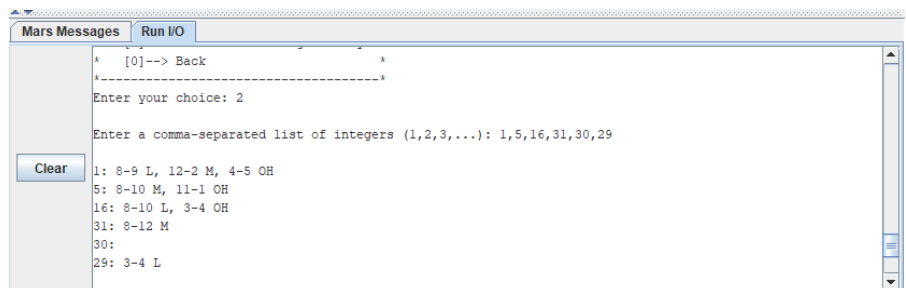 Mars Messages Run I/O
* [0]--> Back *
*-------------------------------------*
Enter your choice: 2
Enter a comma-separated list of integers (1,2,3,...): 1,5,16,31,30,29
Clear
1: 8-9 L, 12-2 M, 4-5 OH
5: 8-10 M, 11-1 OH
16: 8-10 L, 3-4 OH
31: 8-12 M
30:
29: 3-4 L